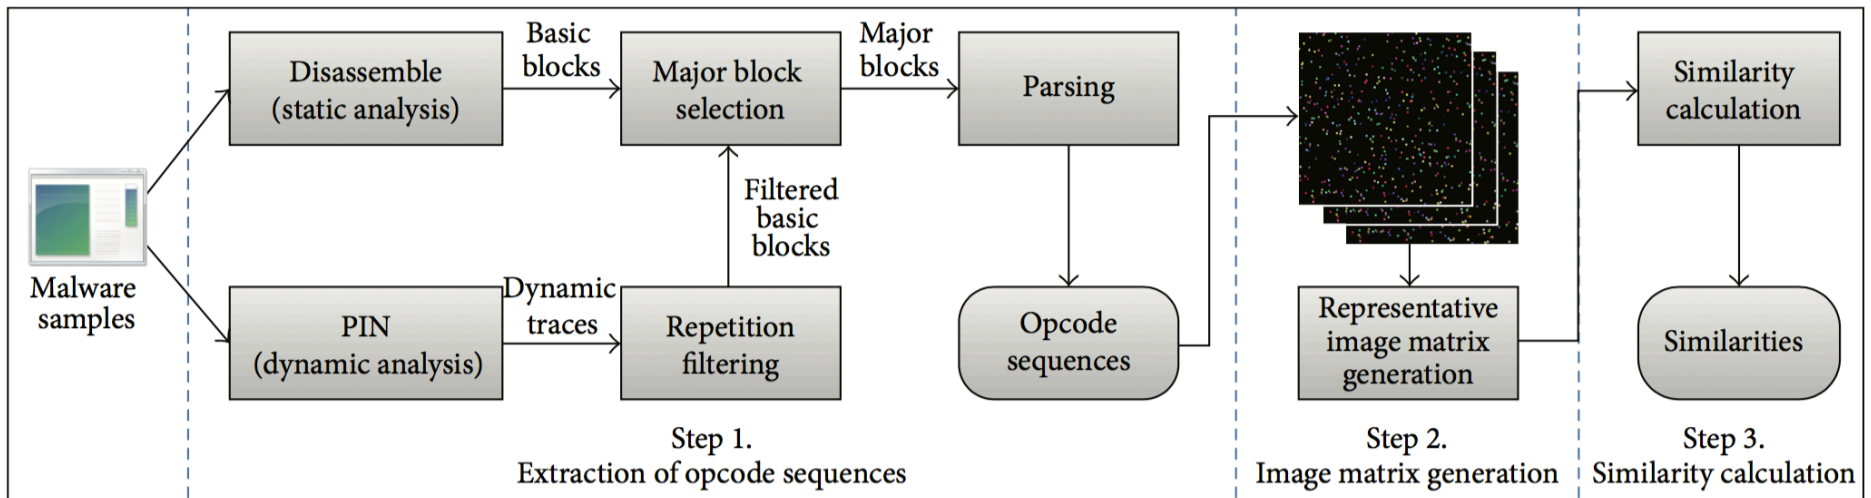 Malware
samples
Disassemble
(static analysis)
Basic
blocks
Major block
selection
Major
blocks
Parsing
Filtered
basic
blocks
PIN
(dynamic analysis)
Dynamic
traces
Repetition
filtering
Opcode
sequences
Step 1.
Extraction of opcode sequences
Representative
image matrix
generation
Step 2.
Image matrix generation
Similarity
calculation
Similarities
Step 3.
Similarity calculation